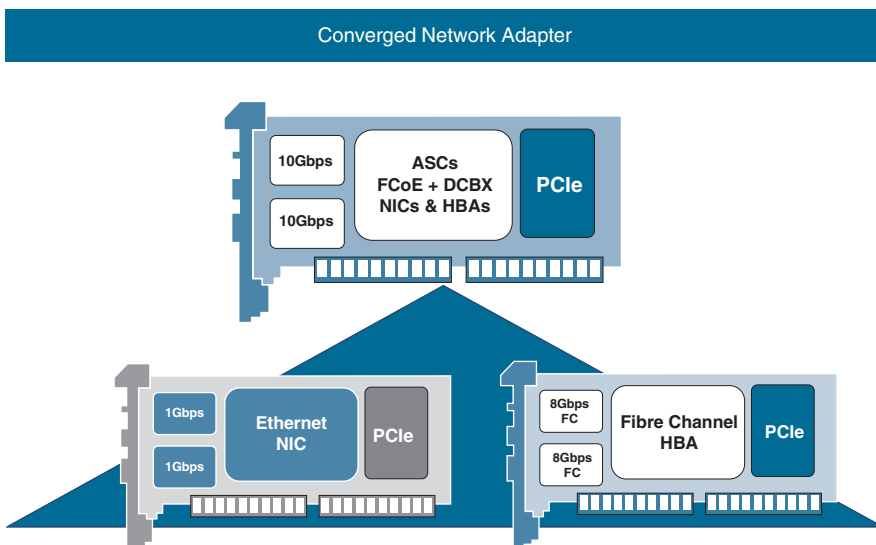 Converged Network Adapter
10Gbps
10Gbps
ASCs
FCoE + DCBX
NICs & HBAs
PCIe
1Gbps
1Gbps
Ethernet
NIC
PCIe
8Gbps
FC
8Gbps
FC
Fibre Channel
HBA
PCIe